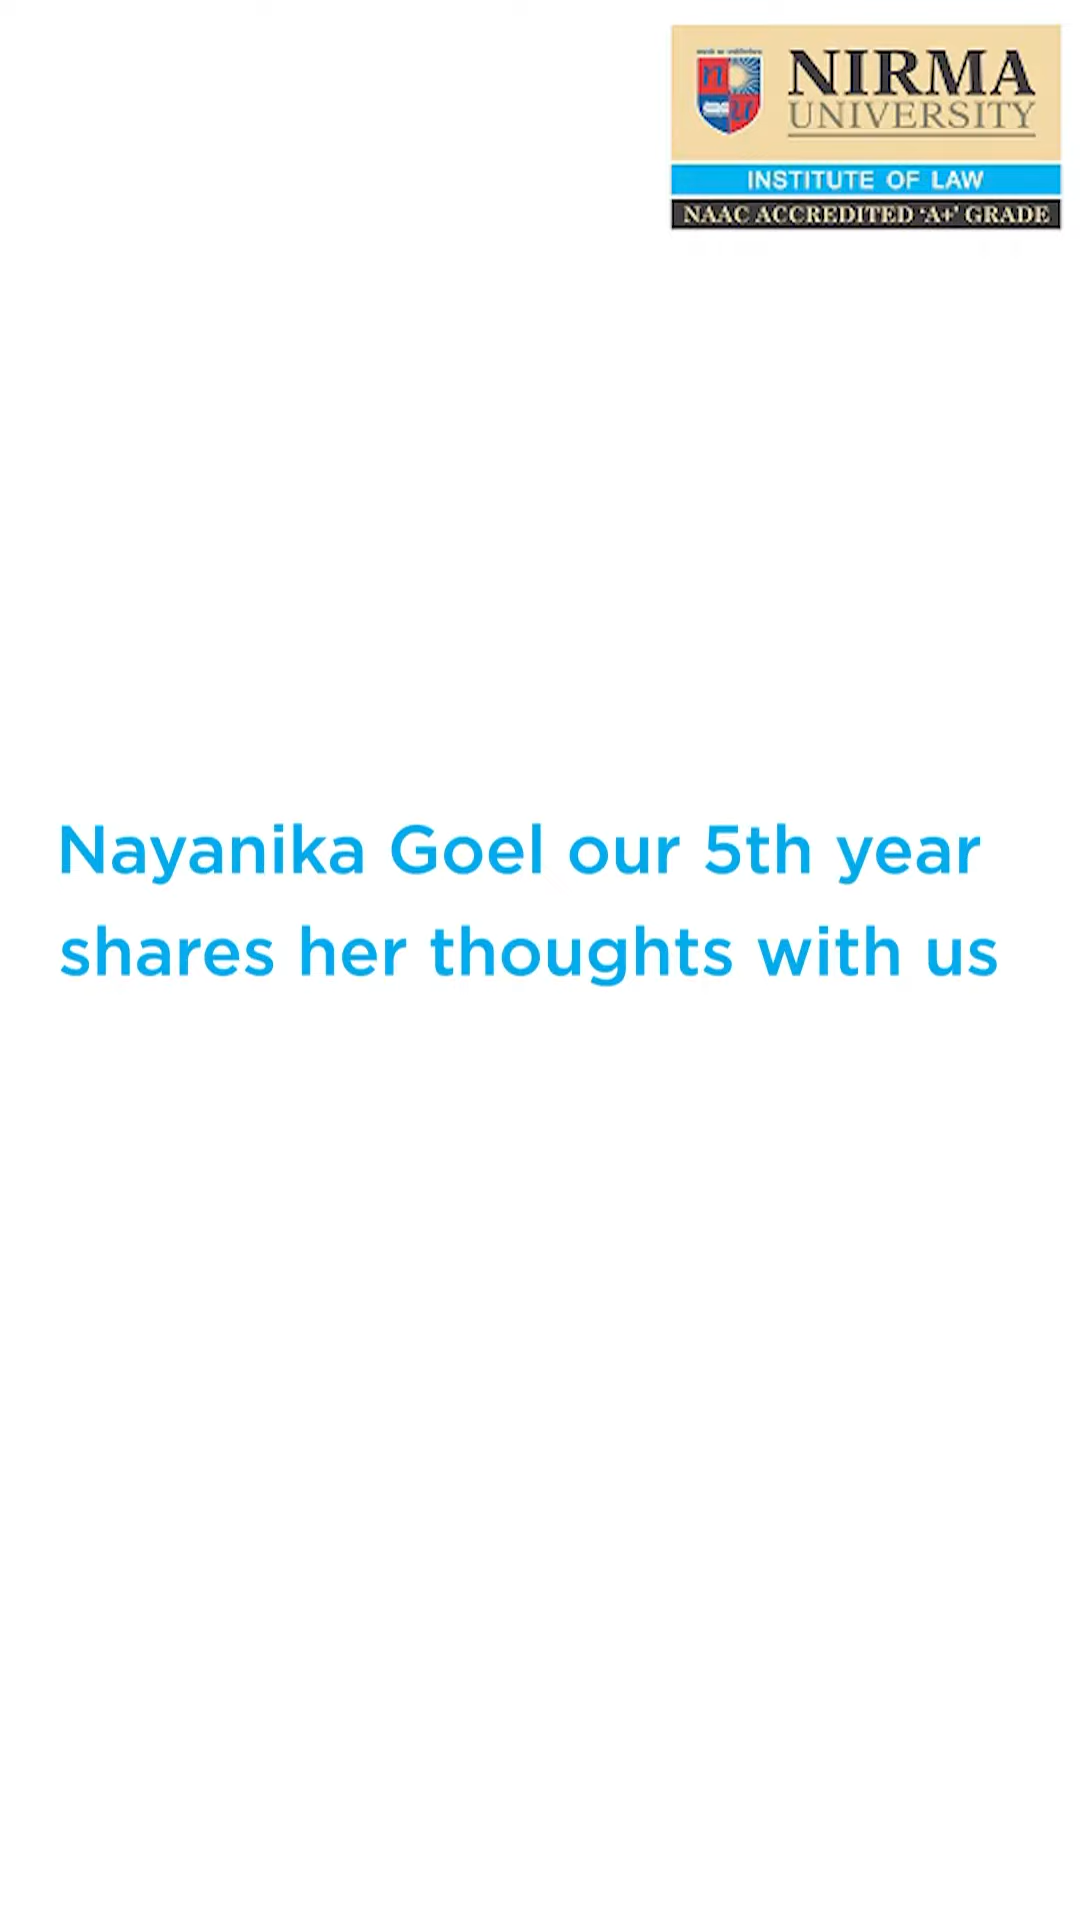 NIRMA
UNIVERSITY
INSTITUTE OF LAW
NAAC ACCREDITED 'A+' GRADE
Nayanika Goel our 5th year
shares her thoughts with us